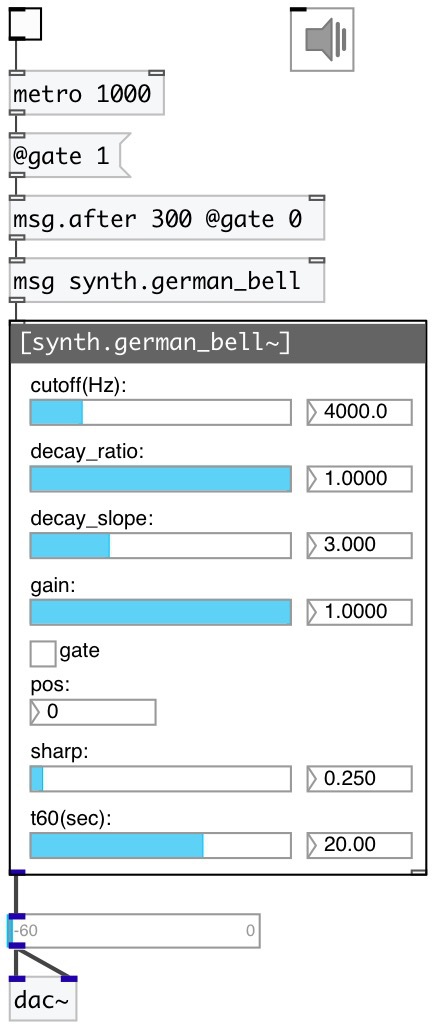 metro 1000
@gate 1
msg.after 300 @gate 0
msg synth.german_bell
[synth.german_bell~]
cutoff(Hz):
4000.0
decay_ratio:
1.0000
decay_slope:
3.000
gain:
1.0000
gate
pos:
0
sharp:
0.250
t60(sec):
20.00
-60 0
dac~